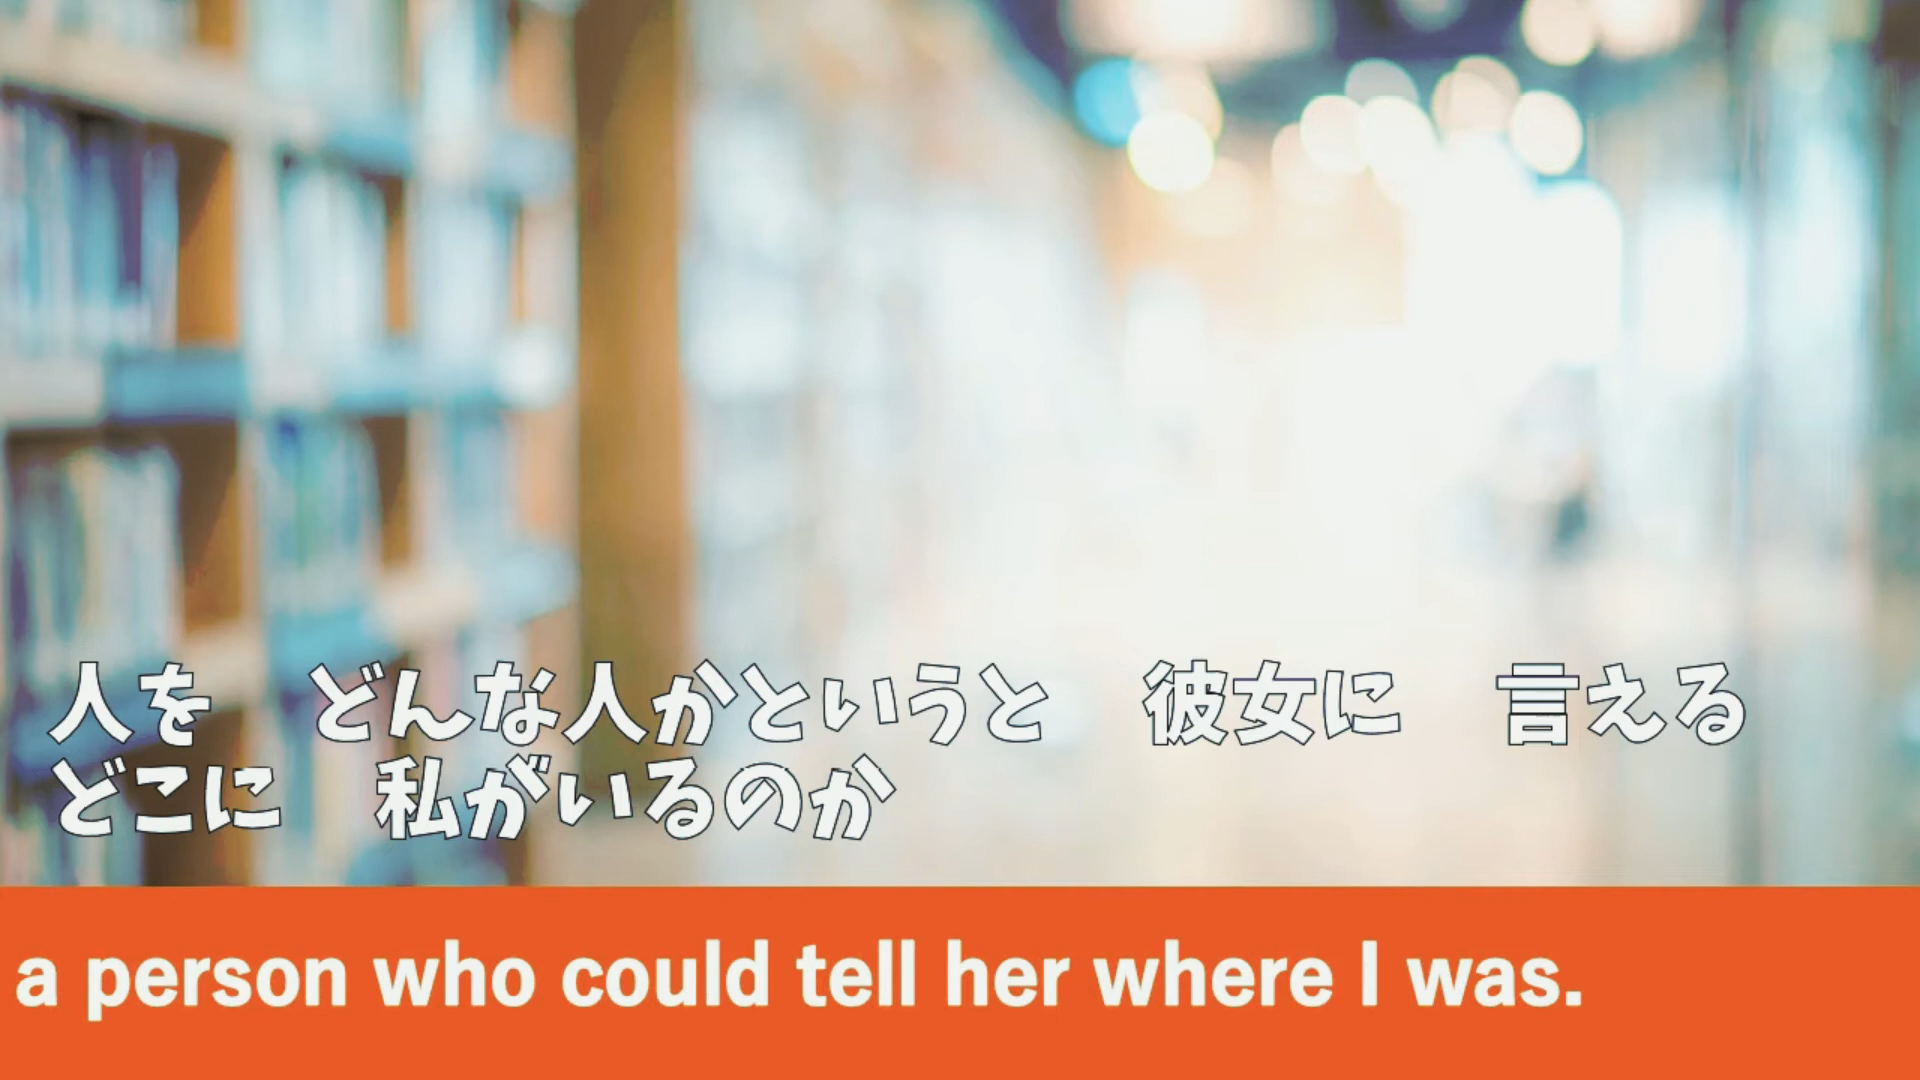 人を　どんな人かというと　彼女に　言える
どこに　私がいるのか
a person who could tell her where I was.